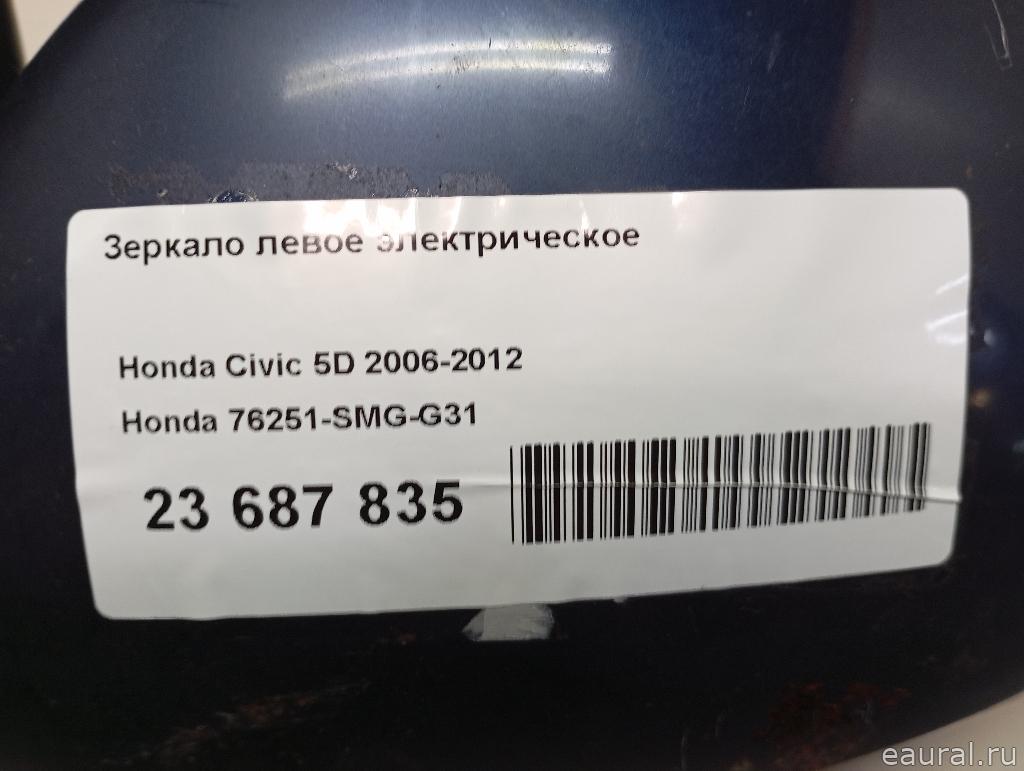 Зеркало левое электрическое
Honda Civic 5D 2006-2012
Honda 76251-SMG-G31
23 687 835
eaural.ru